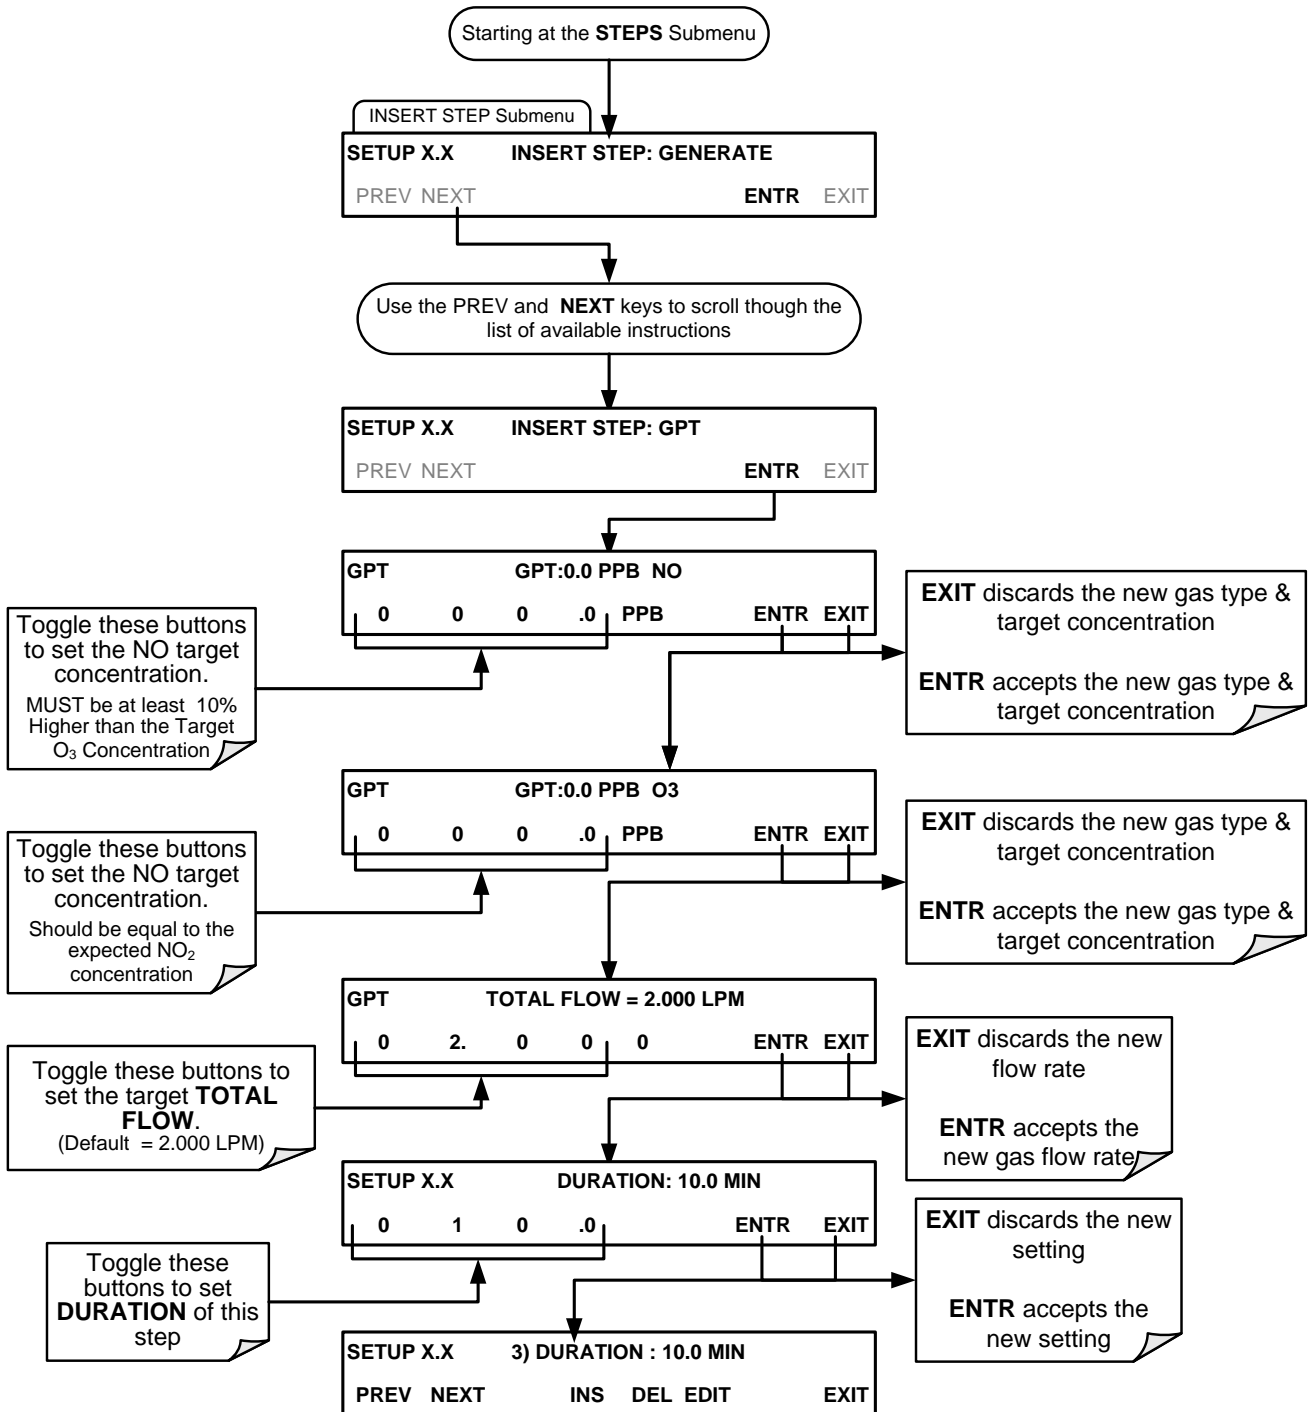 Starting at the STEPS Submenu
INSERT STEP Submenu
SETUP X.X INSERT STEP: GENERATE
PREV NEXT ENTR EXIT
Use the PREV and NEXT keys to scroll though the
list of available instructions
SETUP X.X INSERT STEP: GPT
PREV NEXT ENTR EXIT
GPT GPT:0.0 PPB NO
0 0 0 .0 PPB ENTR EXIT
Toggle these buttons
to set the NO target
concentration.
MUST be at least 10%
Higher than the Target
O3 Concentration
EXIT discards the new gas type &
target concentration
ENTR accepts the new gas type &
target concentration
GPT GPT:0.0 PPB O3
0 0 0 .0 PPB ENTR EXIT
Toggle these buttons
to set the NO target
concentration.
Should be equal to the
expected NO2
concentration
EXIT discards the new gas type &
target concentration
ENTR accepts the new gas type &
target concentration
GPT TOTAL FLOW = 2.000 LPM
0 2. 0 0 0 ENTR EXIT
Toggle these buttons to
set the target TOTAL
FLOW.
(Default = 2.000 LPM)
EXIT discards the new
flow rate
ENTR accepts the
new gas flow rate
SETUP X.X DURATION: 10.0 MIN
0 1 0 .0 ENTR EXIT
Toggle these
buttons to set
DURATION of this
step
EXIT discards the new
setting
ENTR accepts the
new setting
SETUP X.X 3) DURATION : 10.0 MIN
PREV NEXT INS DEL EDIT EXIT